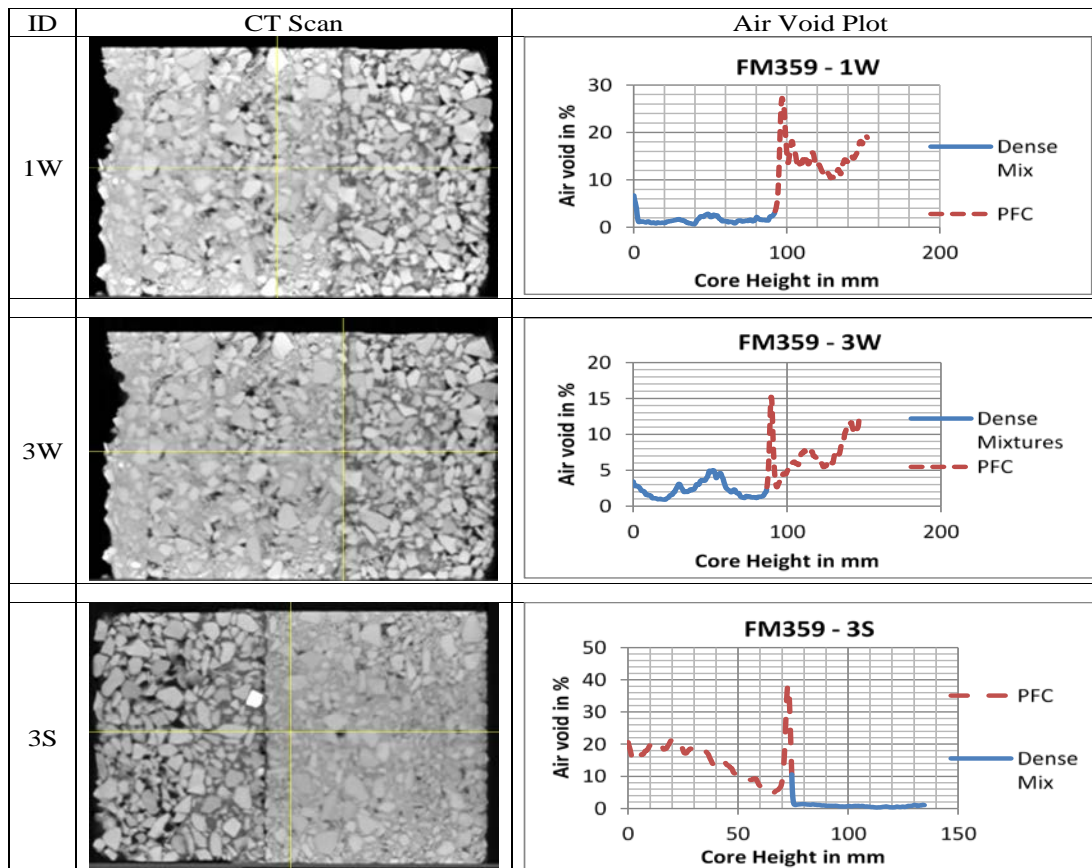 ID CT Scan Air Void Plot
1W
FM359 - 1W
Air void in %
30
20
10
0
0 100 200
Core Height in mm
Dense
Mix
PFC
3W
FM359 - 3W
Air void in %
20
15
10
5
0
0 100 200
Core Height in mm
Dense
Mixtures
PFC
3S
FM359 - 3S
Air void in %
50
40
30
20
10
0
0 50 100 150
Core Height in mm
PFC
Dense
Mix